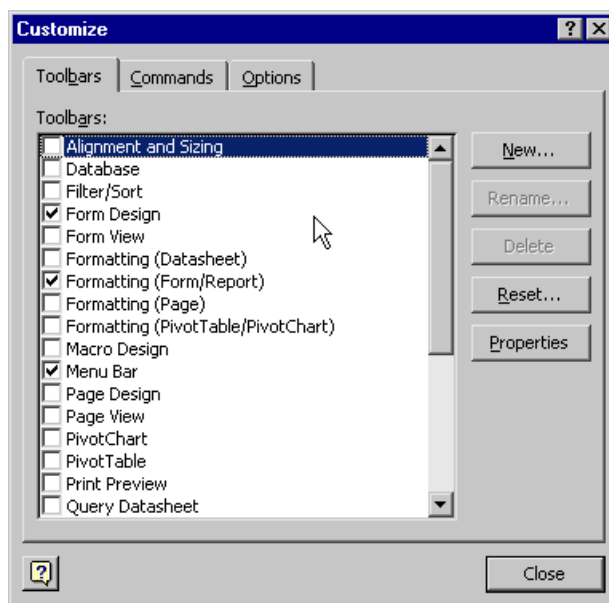 Customize
Toolbars Commands Options
Toolbars:
Alignment and Sizing
Database
Filter/Sort
Form Design
Form View
Formatting (Datasheet)
Formatting (Form/Report)
Formatting (Page)
Formatting (PivotTable/PivotChart)
Macro Design
Menu Bar
Page Design
Page View
PivotChart
PivotTable
Print Preview
Query Datasheet
New...
Rename...
Delete
Reset...
Properties
Close